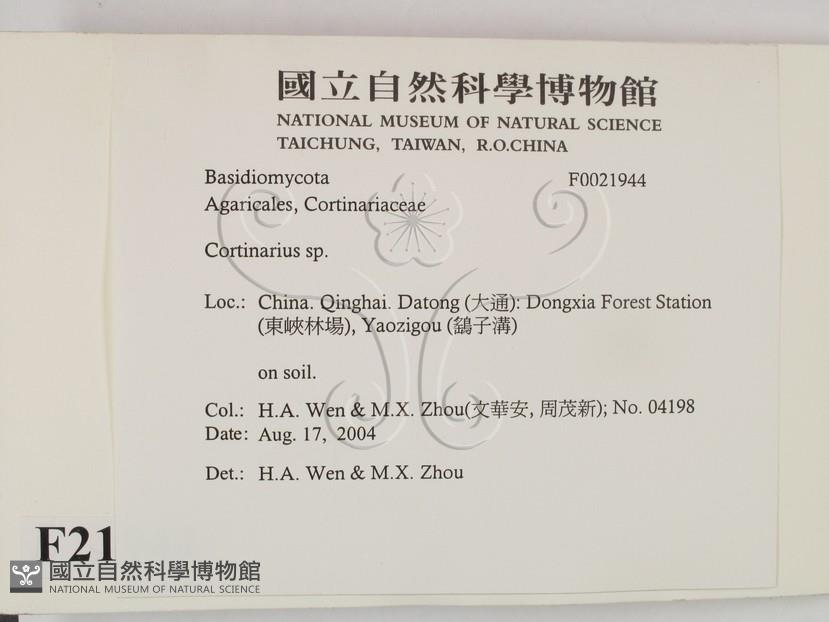 國立自然科學博物館
NATIONAL MUSEUM OF NATURAL SCIENCE
TAICHUNG, TAIWAN, R.O.CHINA
Basidiomycota F0021944
Agaricales, Cortinariaceae
Cortinarius sp.
Loc.: China. Qinghai. Datong (大通): Dongxia Forest Station
(東峽林場), Yaozigou (鷂子溝)
on soil.
Col.: H.A. Wen & M.X. Zhou(文華安, 周茂新); No. 04198
Date: Aug. 17, 2004
Det.: H.A. Wen & M.X. Zhou
F21
國立自然科學博物館
NATIONAL MUSEUM OF NATURAL SCIENCE